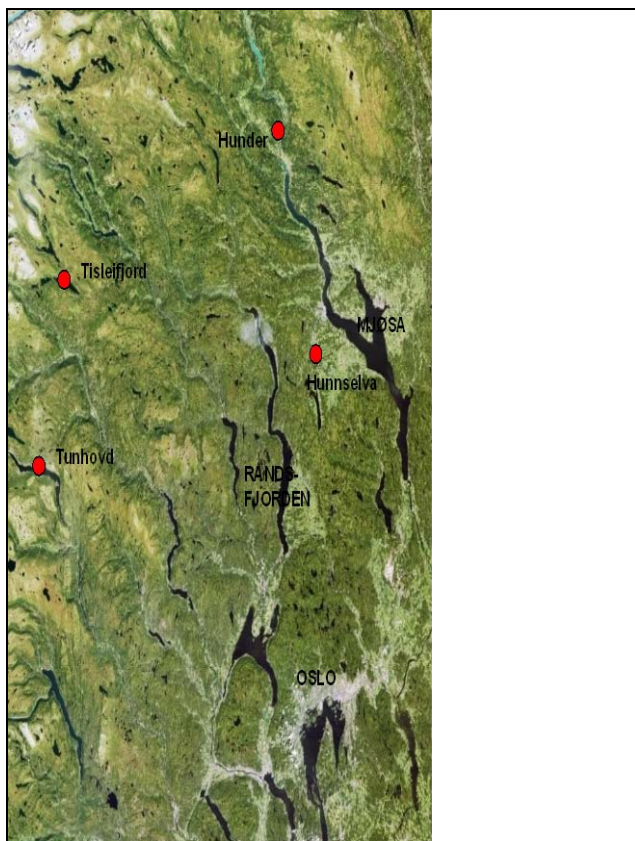 Hunder
Tisleifjord
MJØSA
Hunnselva
Tunhovd
RANDS-
FJORDEN
OSLO